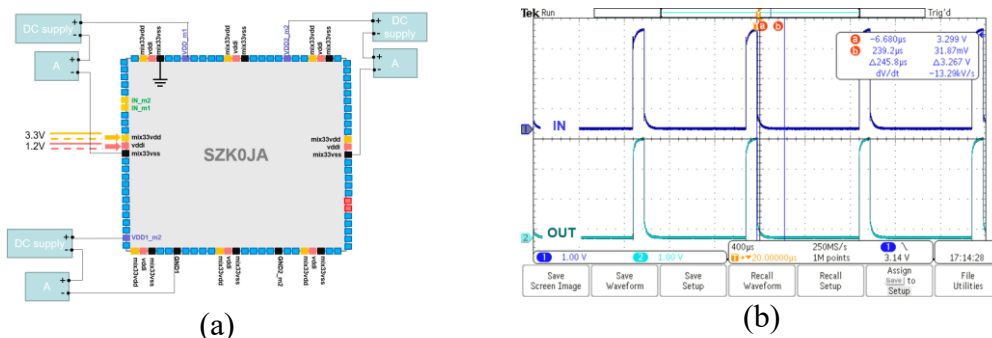 DC supply
+
-
A
+
-
mix33vdd
vddi
mix33vss
VDD_m1
mix33vdd
vddi
mix33vss
VDD2_m2
mix33vdd
vddi
mix33vss
+
-
DC
supply
+
-
A
IN_m2
IN_m1
3.3V
1.2V
mix33vdd
vddi
mix33vss
SZK0JA
mix33vdd
vddi
mix33vss
DC supply
+
-
A
+
-
VDD1_m2
mix33vdd
vddi
mix33vss
GND1
mix33vdd
vddi
mix33vss
GND2_m2
mix33vdd
vddi
mix33vss
(a)
Tek Run
Trig'd
a -6.680µs 3.299 V
b 239.2µs 31.87mV
Δ245.8µs Δ3.267 V
dV/dt -13.29kV/s
a b
1 IN
2 OUT
1 1.00 V 2 1.00 V
400µs 250MS/s 1
T 20.00000µs 1M points 3.14 V
17:14:28
Save
Screen Image
Save
Waveform
Save
Setup
Recall
Waveform
Recall
Setup
Assign
Save to
Setup
File
Utilities
(b)